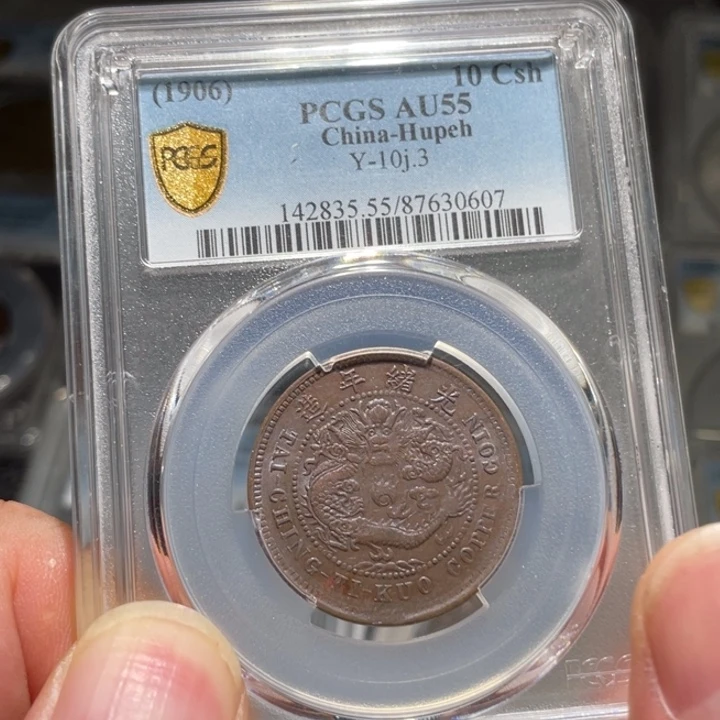 (1906) 10 Csh
PCGS AU55
China-Hupeh
Y-10j.3
PCGS
142835.55/87630607
造年緒光
TAI-CHING-TI-KUO COPPER COIN